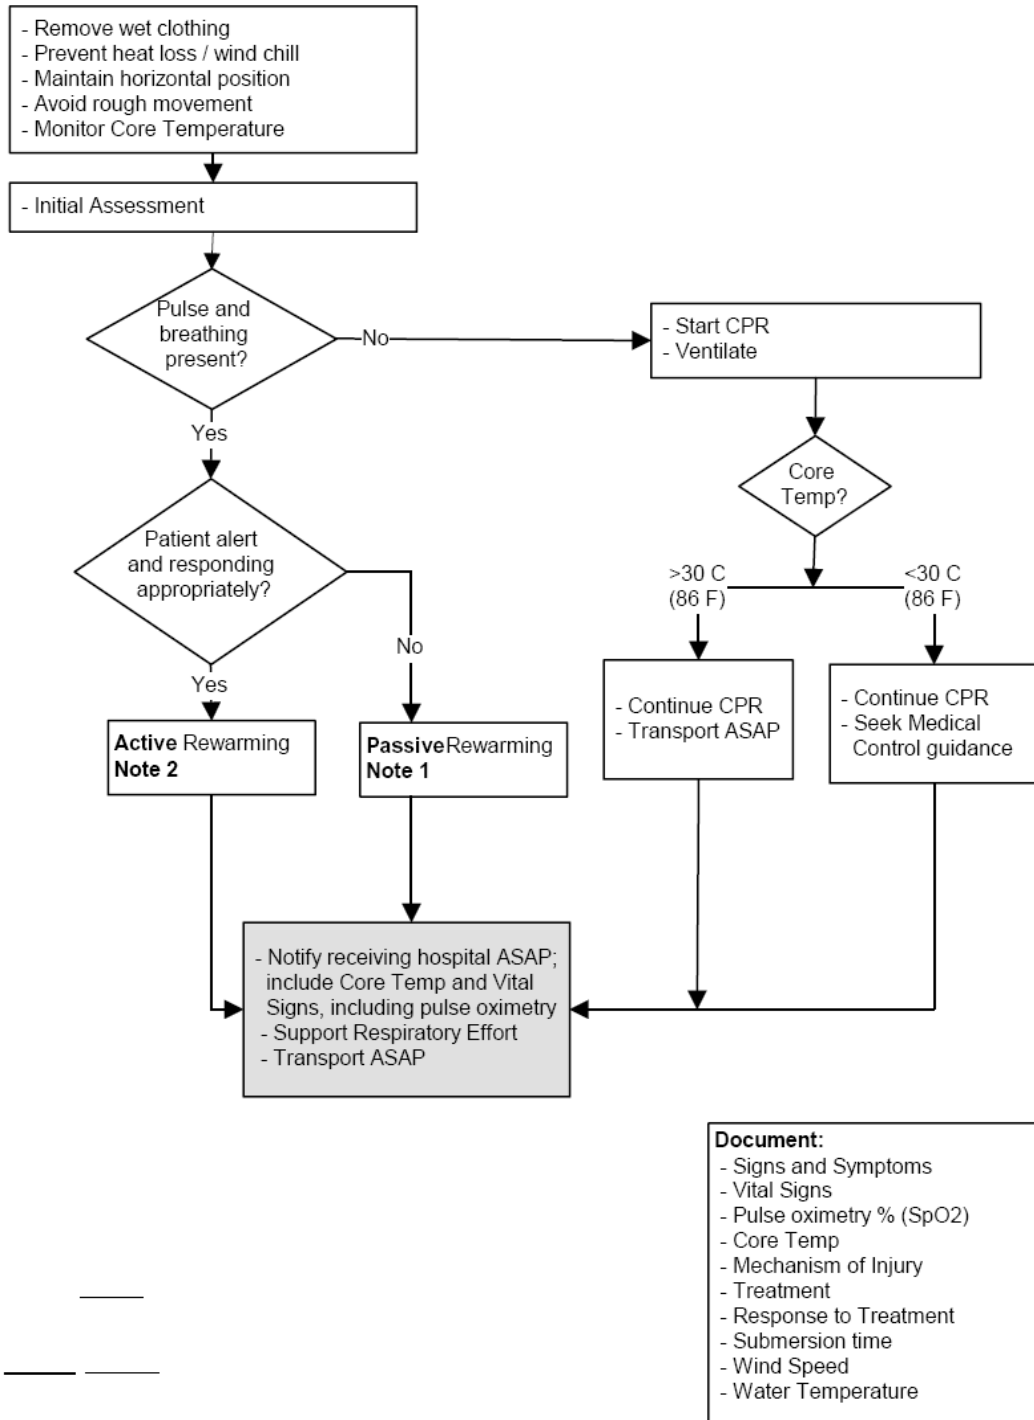 - Remove wet clothing
- Prevent heat loss / wind chill
- Maintain horizontal position
- Avoid rough movement
- Monitor Core Temperature
- Initial Assessment
Pulse and
breathing
present?
No
- Start CPR
- Ventilate
Yes
Core
Temp?
Patient alert
and responding
appropriately?
>30 C
(86 F)
<30 C
(86 F)
No
Yes
- Continue CPR
- Transport ASAP
- Continue CPR
- Seek Medical
Control guidance
Active Rewarming
Note 2
Passive Rewarming
Note 1
- Notify receiving hospital ASAP;
include Core Temp and Vital
Signs, including pulse oximetry
- Support Respiratory Effort
- Transport ASAP
Document:
- Signs and Symptoms
- Vital Signs
- Pulse oximetry % (SpO2)
- Core Temp
- Mechanism of Injury
- Treatment
- Response to Treatment
- Submersion time
- Wind Speed
- Water Temperature